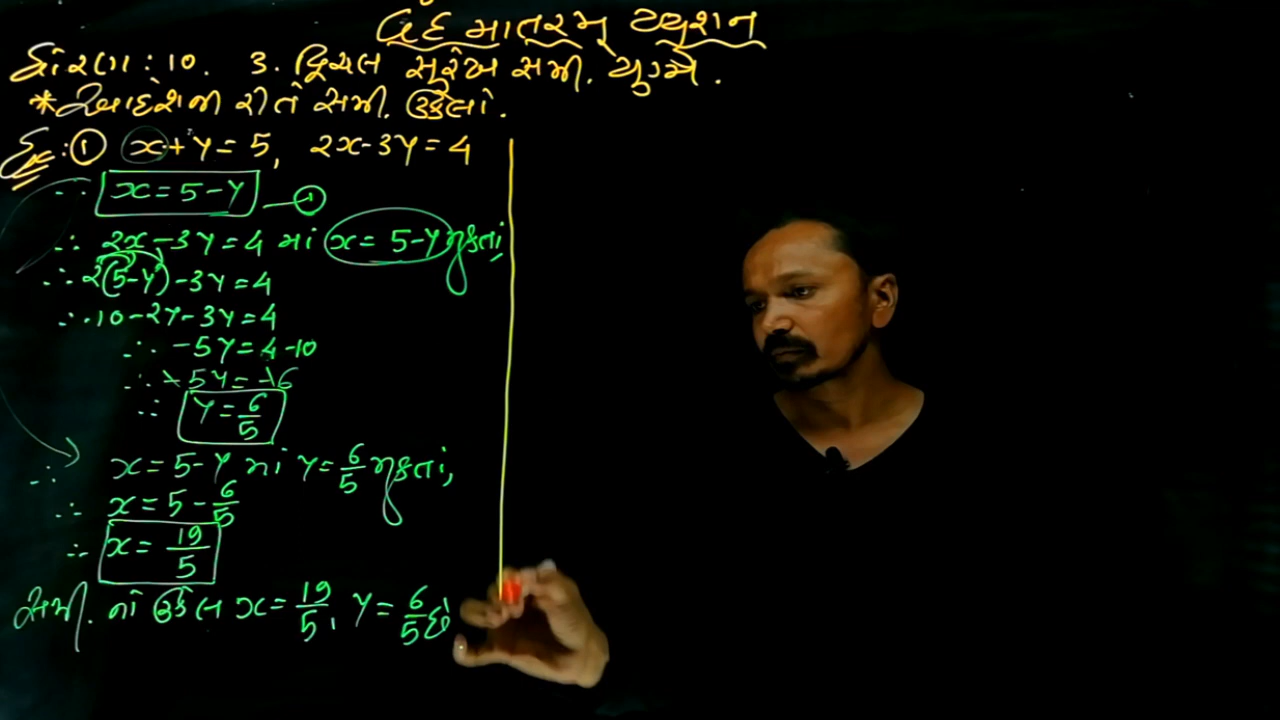 વંદે માતરમ્ ટ્યુશન
ધોરણ : 10. 3. દ્વિચલ સુરેખ સમી. યુગ્મ.
* આદેશની રીતે સમી. ઉકેલો.
① x+y=5, 2x-3y=4
∴ x=5-y —①
∴ 2x-3y=4 માં x=5-y મુકતાં,
∴ 2(5-y)-3y=4
∴ 10-2y-3y=4
∴ -5y=4-10
∴ -5y=-6
∴ y=6/5
∴ x=5-y માં y=6/5 મુકતાં,
∴ x=5-6/5
∴ x=19/5
સમી. નો ઉકેલ x=19/5, y=6/5 છે